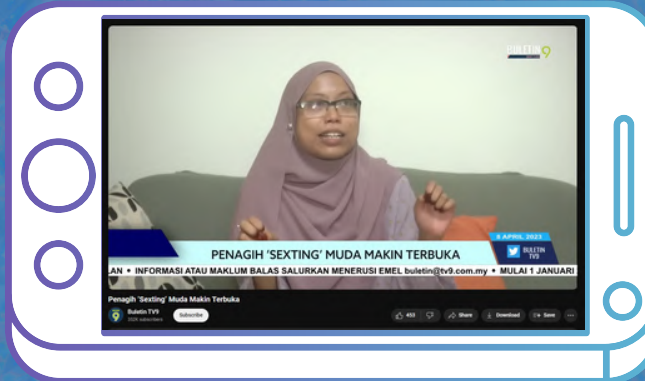 BULETIN 9
8 APRIL 2023
PENAGIH 'SEXTING' MUDA MAKIN TERBUKA
BULETIN
TV9
LAN • INFORMASI ATAU MAKLUM BALAS SALURKAN MENERUSI EMEL buletin@tv9.com.my • MULAI 1 JANUARI
Penagih 'Sexting' Muda Makin Terbuka
9
Buletin TV9
subscribers
Subscribe
453
Share
Download
Save